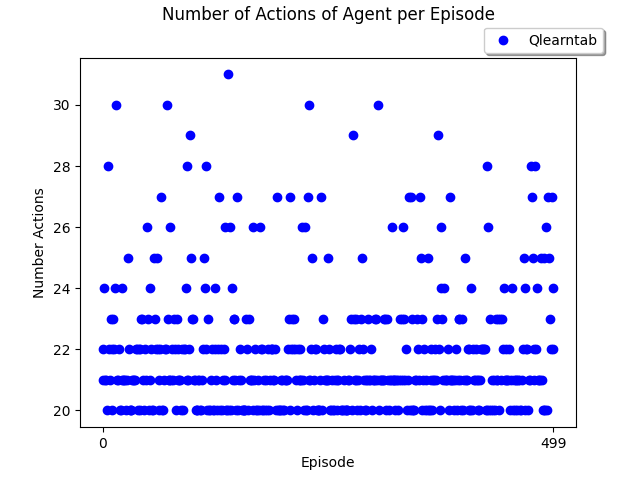 Number of Actions of Agent per Episode
Qlearntab
30
28
26
24
22
20
Number Actions
0
499
Episode